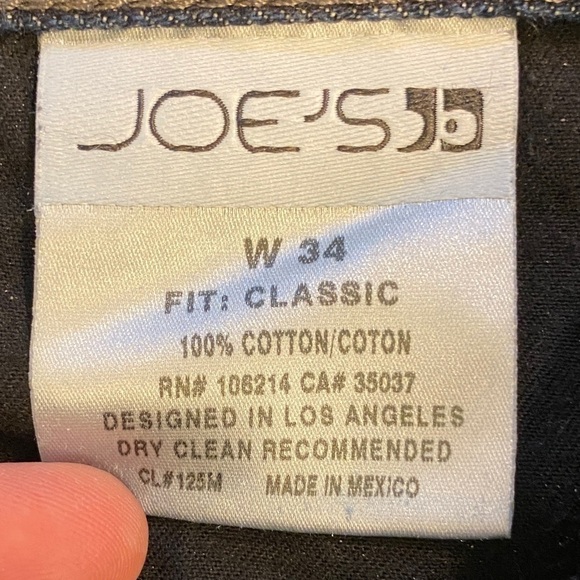 JOE'S
W 34
FIT: CLASSIC
100% COTTON/COTON
RN# 106214 CA# 35037
DESIGNED IN LOS ANGELES
DRY CLEAN RECOMMENDED
CL#125M MADE IN MEXICO